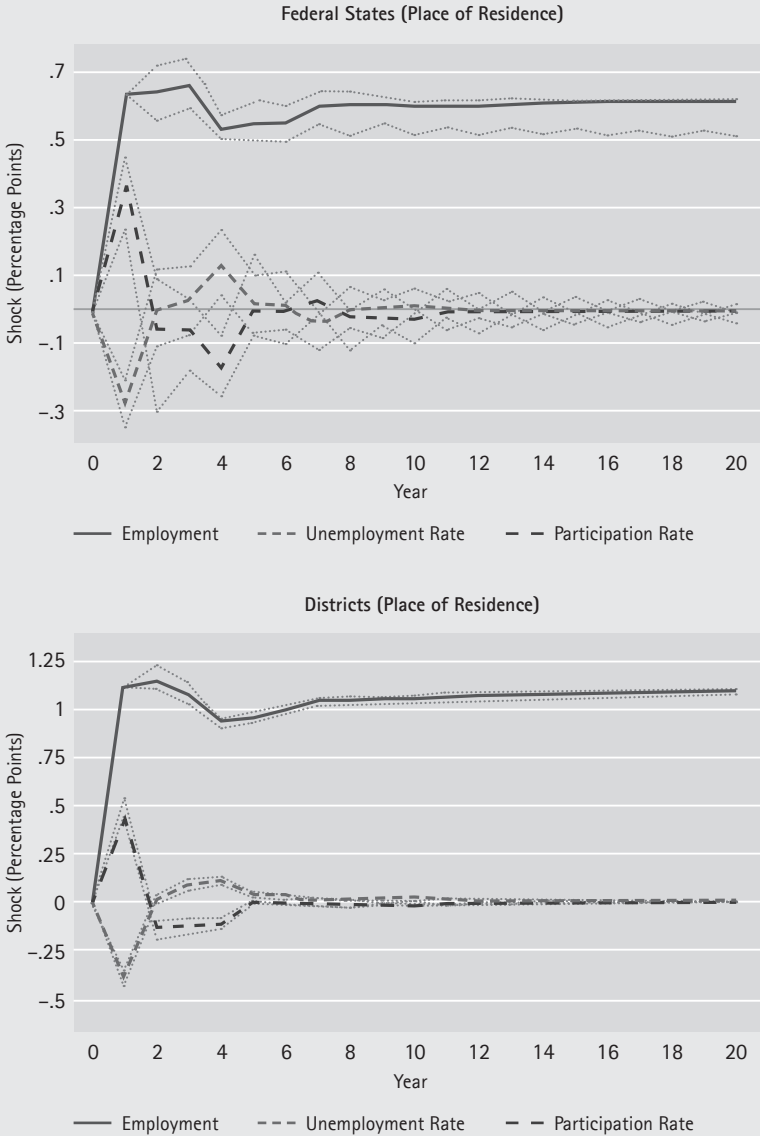 Federal States (Place of Residence)
Shock (Percentage Points)
.7
.5
.3
.1
–.1
–.3
0 2 4 6 8 10 12 14 16 18 20
Year
Employment Unemployment Rate Participation Rate
Districts (Place of Residence)
Shock (Percentage Points)
1.25
1
.75
.5
.25
0
–.25
–.5
0 2 4 6 8 10 12 14 16 18 20
Year
Employment Unemployment Rate Participation Rate